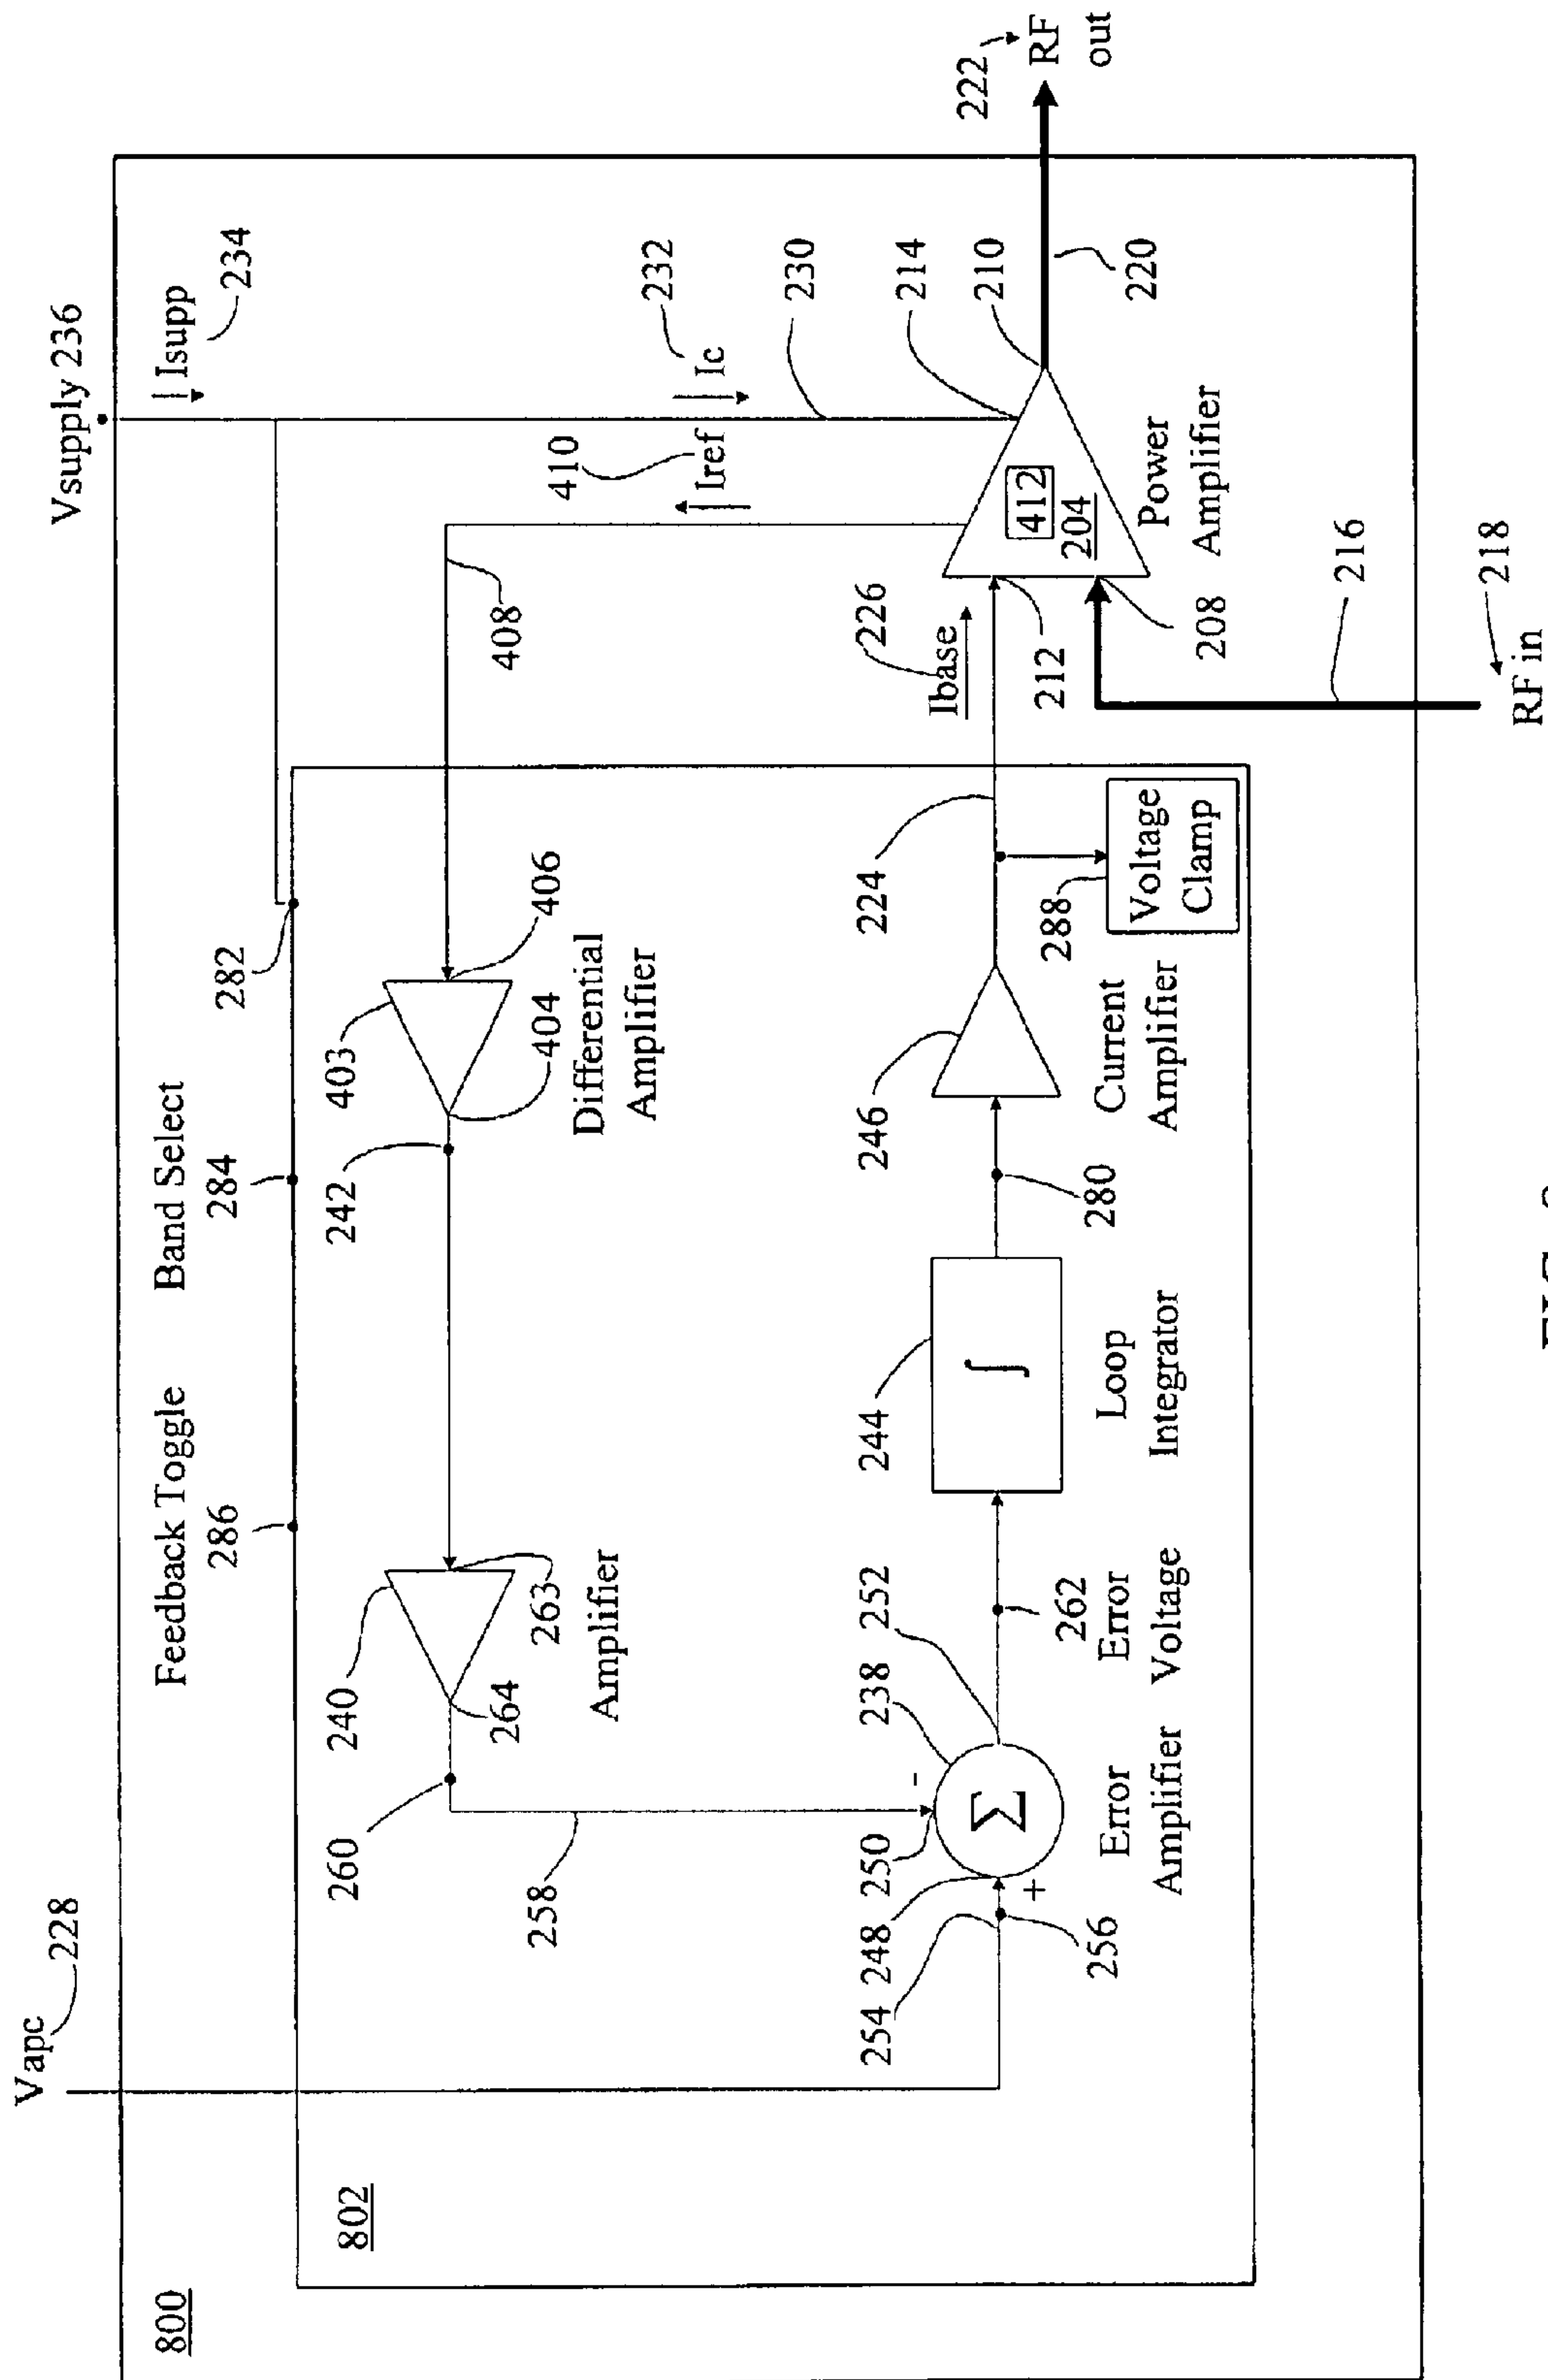 800
802
Vapc
228
Vsupply 236
Isupp
234
Feedback Toggle
286
Band Select
284
282
240
264
263
Amplifier
260
258
242
403
404
406
Differential
Amplifier
408
410
Iref
Ic
232
230
214
210
220
222
RF
out
412
204
Power
Amplifier
Ibase
226
212
208
216
218
RF in
254
248
250
256
+
-
Σ
238
252
Error
Amplifier
262
Error
Voltage
244
∫
Loop
Integrator
280
246
Current
Amplifier
224
288
Voltage
Clamp